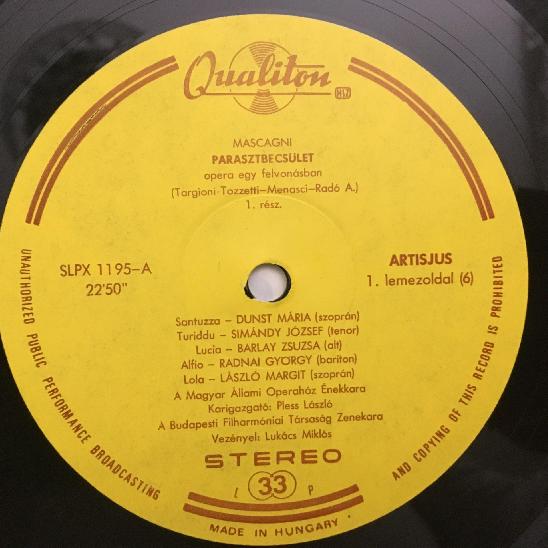 Qualiton
HLZ
MASCAGNI
PARASZTBECSÜLET
opera egy felvonásban
(Targioni-Tozzetti–Menasci–Radó A.)
1. rész.
SLPX 1195–A
22'50"
ARTISJUS
1. lemezoldal (6)
Santuzza – DUNST MÁRIA (szoprán)
Turiddu – SIMÁNDY JÓZSEF (tenor)
Lucia – BARLAY ZSUZSA (alt)
Alfio – RADNAI GYÖRGY (bariton)
Lola – LÁSZLÓ MARGIT (szoprán)
A Magyar Állami Operaház Énekkara
Karigazgató: Pless László
A Budapesti Filharmóniai Társaság Zenekara
Vezényel: Lukács Miklós
STEREO
L 33 P
UNAUTHORIZED PUBLIC PERFORMANCE BROADCASTING
AND COPYING OF THIS RECORD IS PROHIBITED
MADE IN HUNGARY